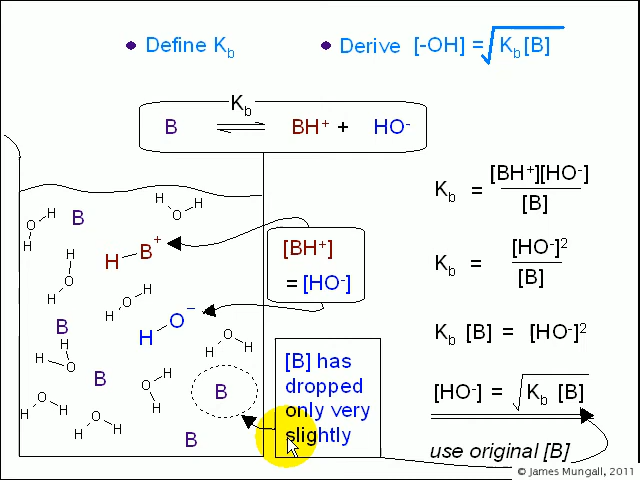 • Define Kb
• Derive [-OH] = √Kb[B]
Kb
B ⇌ BH⁺ + HO⁻
Kb = [BH⁺][HO⁻] / [B]
Kb = [HO⁻]² / [B]
Kb [B] = [HO⁻]²
[HO⁻] = √Kb [B]
use original [B]
[BH⁺]
= [HO⁻]
[B] has
dropped
only very
slightly
H B⁺
H O⁻
B
B
B
B
B
H O H
H O H
H O H
H O H
H O H
H O H
H O H
H O H
H O H
© James Mungall, 2011